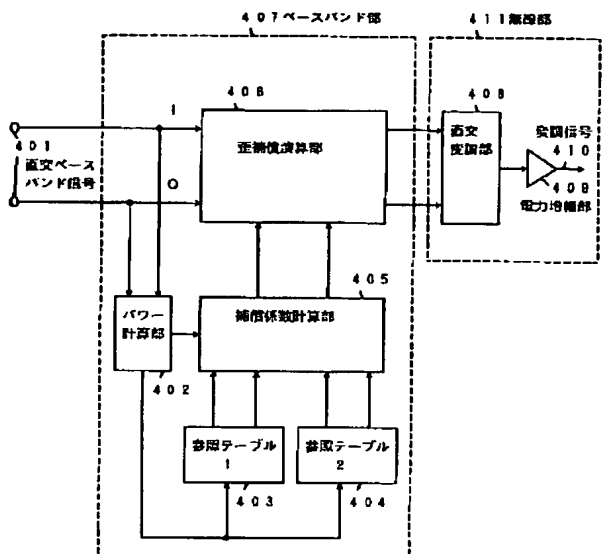 407ベースバンド部
411無線部
406
408
I
401
直交ベース
バンド信号
Q
歪補償演算部
直交
変調部
変調信号
410
409
電力増幅部
405
パワー
計算部
補償係数計算部
402
参照テーブル
1
参照テーブル
2
403
404